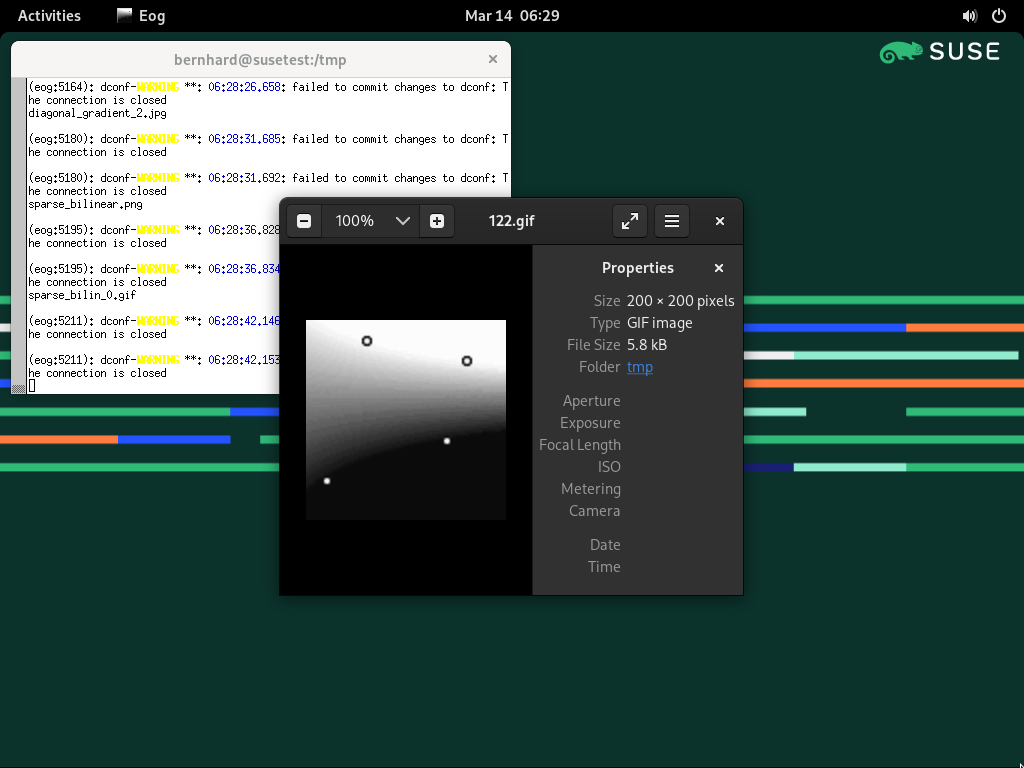 Activities
Eog
Mar 14 06:29
SUSE
bernhard@susetest:/tmp
(eog:5164): dconf-WARNING **: 06:28:26.658: failed to commit changes to dconf: T
he connection is closed
diagonal_gradient_2.jpg
(eog:5180): dconf-WARNING **: 06:28:31.685: failed to commit changes to dconf: T
he connection is closed
(eog:5180): dconf-WARNING **: 06:28:31.692: failed to commit changes to dconf: T
he connection is closed
sparse_bilinear.png
(eog:5195): dconf-WARNING **: 06:28:36.828
he connection is closed
(eog:5195): dconf-WARNING **: 06:28:36.834
he connection is closed
sparse_bilin_0.gif
(eog:5211): dconf-WARNING **: 06:28:42.146
he connection is closed
(eog:5211): dconf-WARNING **: 06:28:42.153
he connection is closed
100%
122.gif
Properties
Size 200 × 200 pixels
Type GIF image
File Size 5.8 kB
Folder tmp
Aperture
Exposure
Focal Length
ISO
Metering
Camera
Date
Time